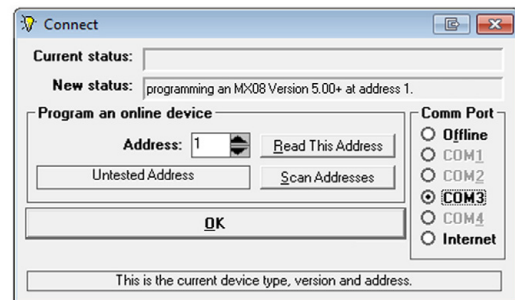 Connect
Current status:
New status: programming an MX08 Version 5.00+ at address 1.
Program an online device
Address: 1 Read This Address
Untested Address Scan Addresses
OK
Comm Port
Offline
COM1
COM2
COM3
COM4
Internet
This is the current device type, version and address.